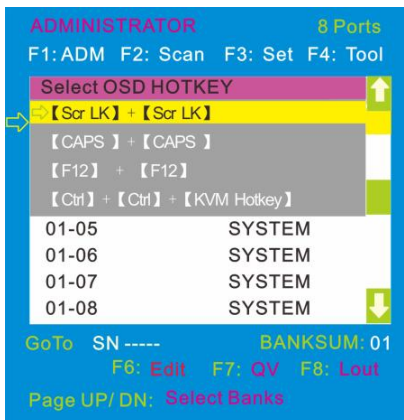 ADMINISTRATOR 8 Ports
F1: ADM F2: Scan F3: Set F4: Tool
Select OSD HOTKEY
【Scr LK】+【Scr LK】
【CAPS 】+【CAPS 】
【F12】 + 【F12】
【Ctrl】+【Ctrl】+【KVM Hotkey】
01-05 SYSTEM
01-06 SYSTEM
01-07 SYSTEM
01-08 SYSTEM
GoTo SN ----- BANKSUM: 01
F6: Edit F7: QV F8: Lout
Page UP/ DN: Select Banks